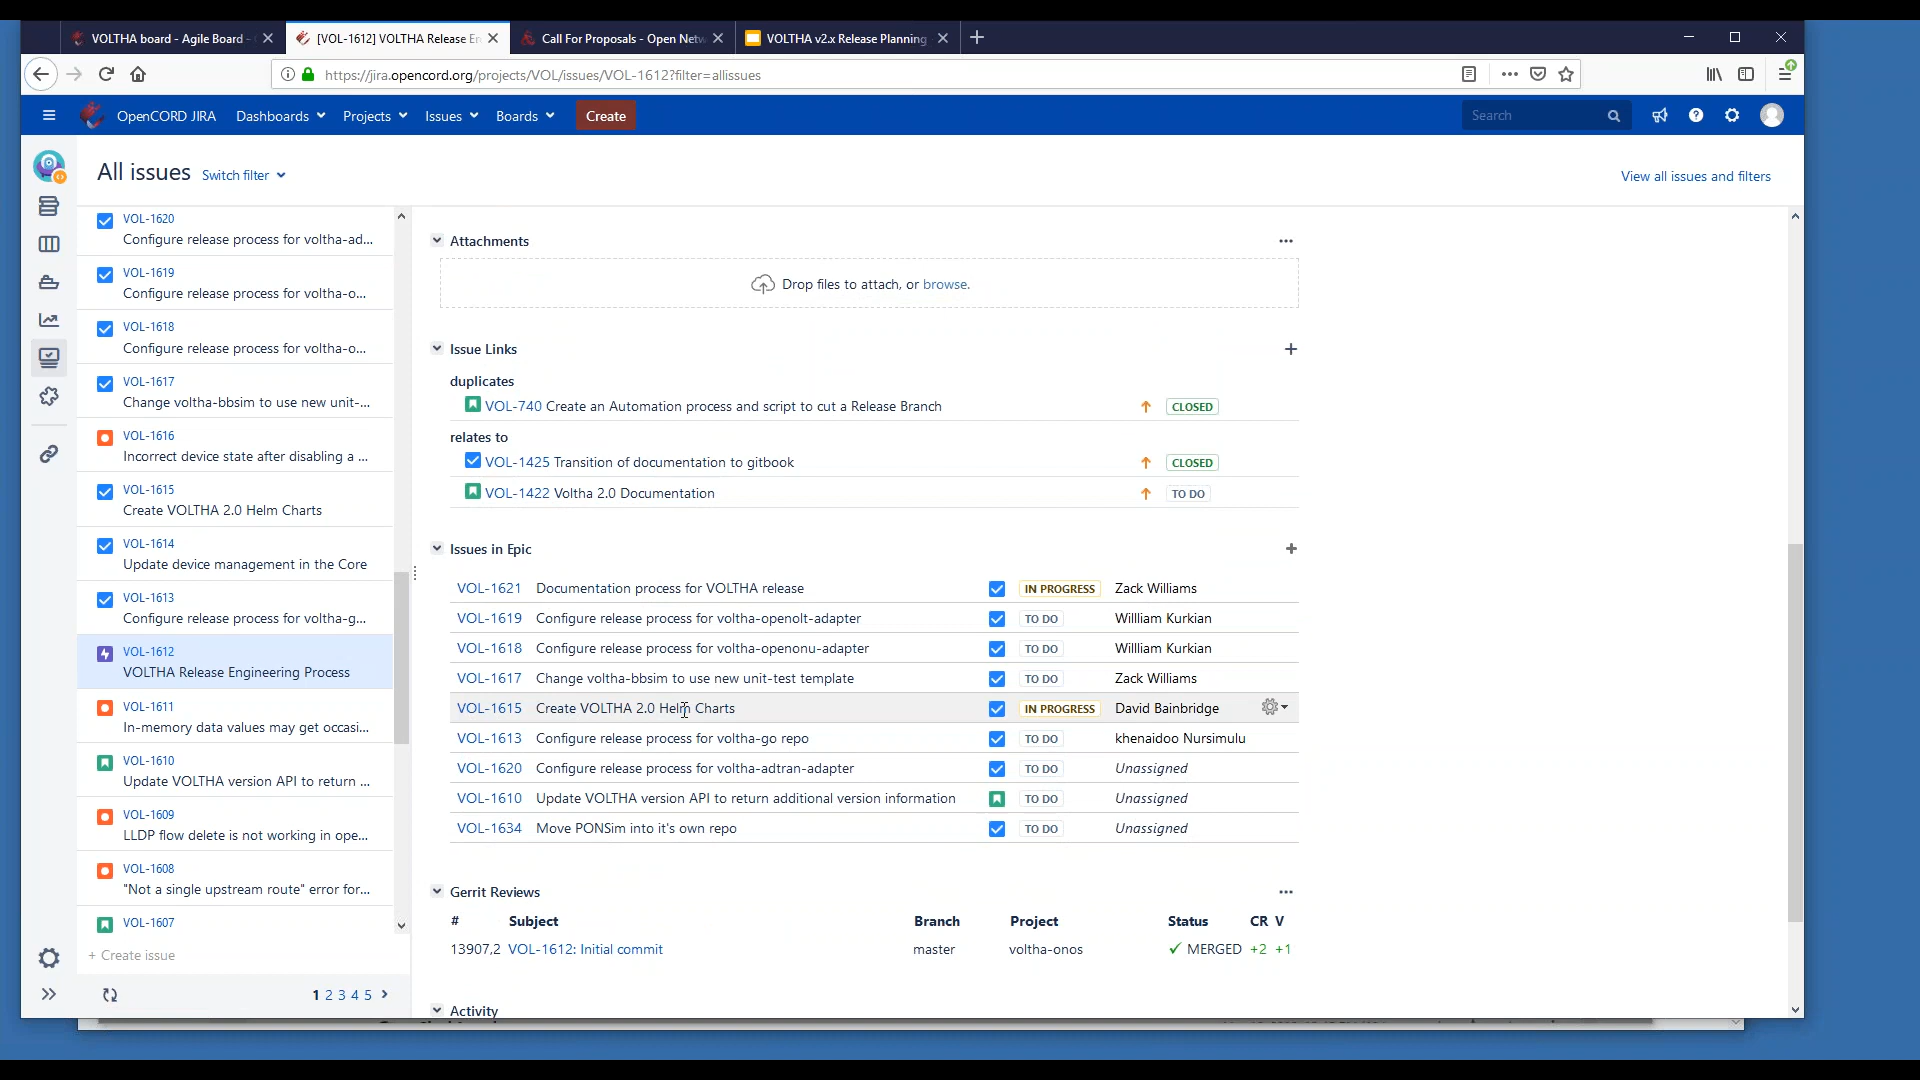 VOLTHA board - Agile Board -
[VOL-1612] VOLTHA Release En
Call For Proposals - Open Netw
VOLTHA v2.x Release Planning
https://jira.opencord.org/projects/VOL/issues/VOL-1612?filter=allissues
OpenCORD JIRA Dashboards Projects Issues Boards Create Search
All issues Switch filter
View all issues and filters
VOL-1620
Configure release process for voltha-ad...
VOL-1619
Configure release process for voltha-o...
VOL-1618
Configure release process for voltha-o...
VOL-1617
Change voltha-bbsim to use new unit-...
VOL-1616
Incorrect device state after disabling a ...
VOL-1615
Create VOLTHA 2.0 Helm Charts
VOL-1614
Update device management in the Core
VOL-1613
Configure release process for voltha-g...
VOL-1612
VOLTHA Release Engineering Process
VOL-1611
In-memory data values may get occasi...
VOL-1610
Update VOLTHA version API to return ...
VOL-1609
LLDP flow delete is not working in ope...
VOL-1608
"Not a single upstream route" error for...
VOL-1607
+ Create issue
1 2 3 4 5 >
Attachments
Drop files to attach, or browse.
Issue Links
duplicates
VOL-740 Create an Automation process and script to cut a Release Branch CLOSED
relates to
VOL-1425 Transition of documentation to gitbook CLOSED
VOL-1422 Voltha 2.0 Documentation TO DO
Issues in Epic
VOL-1621 Documentation process for VOLTHA release IN PROGRESS Zack Williams
VOL-1619 Configure release process for voltha-openolt-adapter TO DO Willliam Kurkian
VOL-1618 Configure release process for voltha-openonu-adapter TO DO Willliam Kurkian
VOL-1617 Change voltha-bbsim to use new unit-test template TO DO Zack Williams
VOL-1615 Create VOLTHA 2.0 Helm Charts IN PROGRESS David Bainbridge
VOL-1613 Configure release process for voltha-go repo TO DO khenaidoo Nursimulu
VOL-1620 Configure release process for voltha-adtran-adapter TO DO Unassigned
VOL-1610 Update VOLTHA version API to return additional version information TO DO Unassigned
VOL-1634 Move PONSim into it's own repo TO DO Unassigned
Gerrit Reviews
# Subject Branch Project Status CR V
13907,2 VOL-1612: Initial commit master voltha-onos MERGED +2 +1
Activity